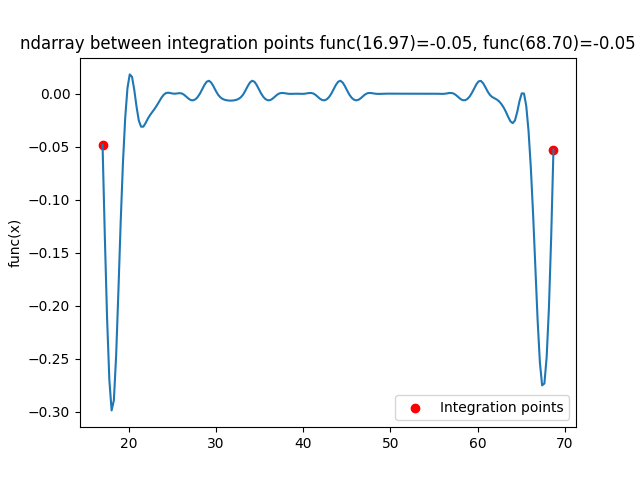 ndarray between integration points func(16.97)=-0.05, func(68.70)=-0.05
func(x)
0.00
−0.05
−0.10
−0.15
−0.20
−0.25
−0.30
Integration points
20 30 40 50 60 70